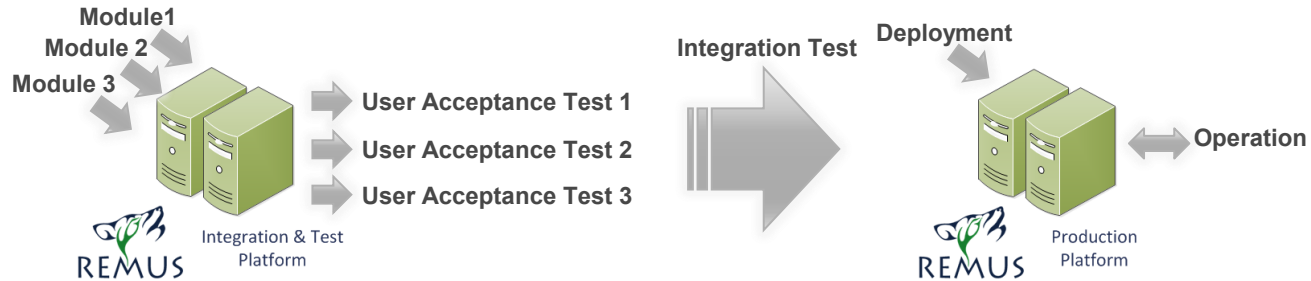 Module1
Module 2
Module 3
User Acceptance Test 1
User Acceptance Test 2
User Acceptance Test 3
REMUS
Integration & Test
Platform
Integration Test
Deployment
Operation
REMUS
Production
Platform